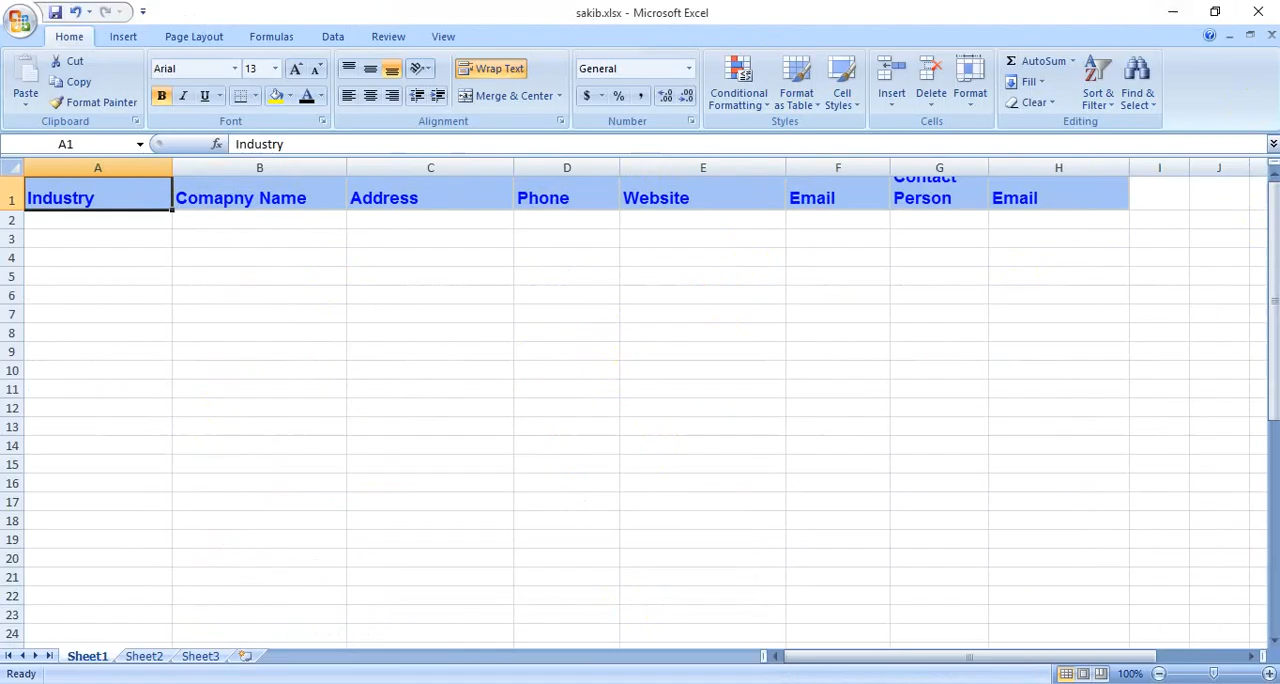 sakib.xlsx - Microsoft Excel
Home Insert Page Layout Formulas Data Review View
Paste
Cut
Copy
Format Painter
Clipboard
Arial 13
B I U A
Font
Wrap Text
Merge & Center
Alignment
General
$ % ,
Number
Conditional Formatting
Format as Table
Cell Styles
Styles
Insert Delete Format
Cells
Σ AutoSum
Fill
Clear
Sort & Filter
Find & Select
Editing
A1 fx Industry
A B C D E F G H I J
1 Industry Comapny Name Address Phone Website Email Contact Person Email
2
3
4
5
6
7
8
9
10
11
12
13
14
15
16
17
18
19
20
21
22
23
24
Sheet1 Sheet2 Sheet3
Ready 100%